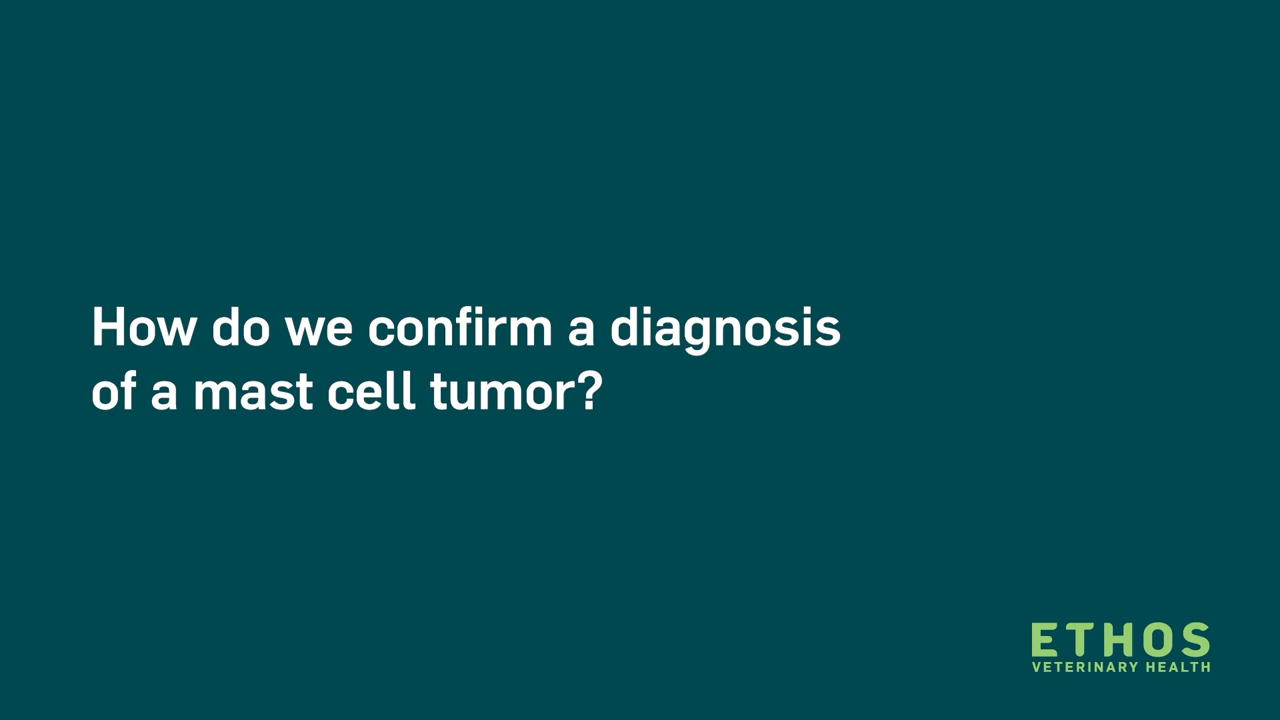 How do we confirm a diagnosis
of a mast cell tumor?
ETHOS
VETERINARY HEALTH